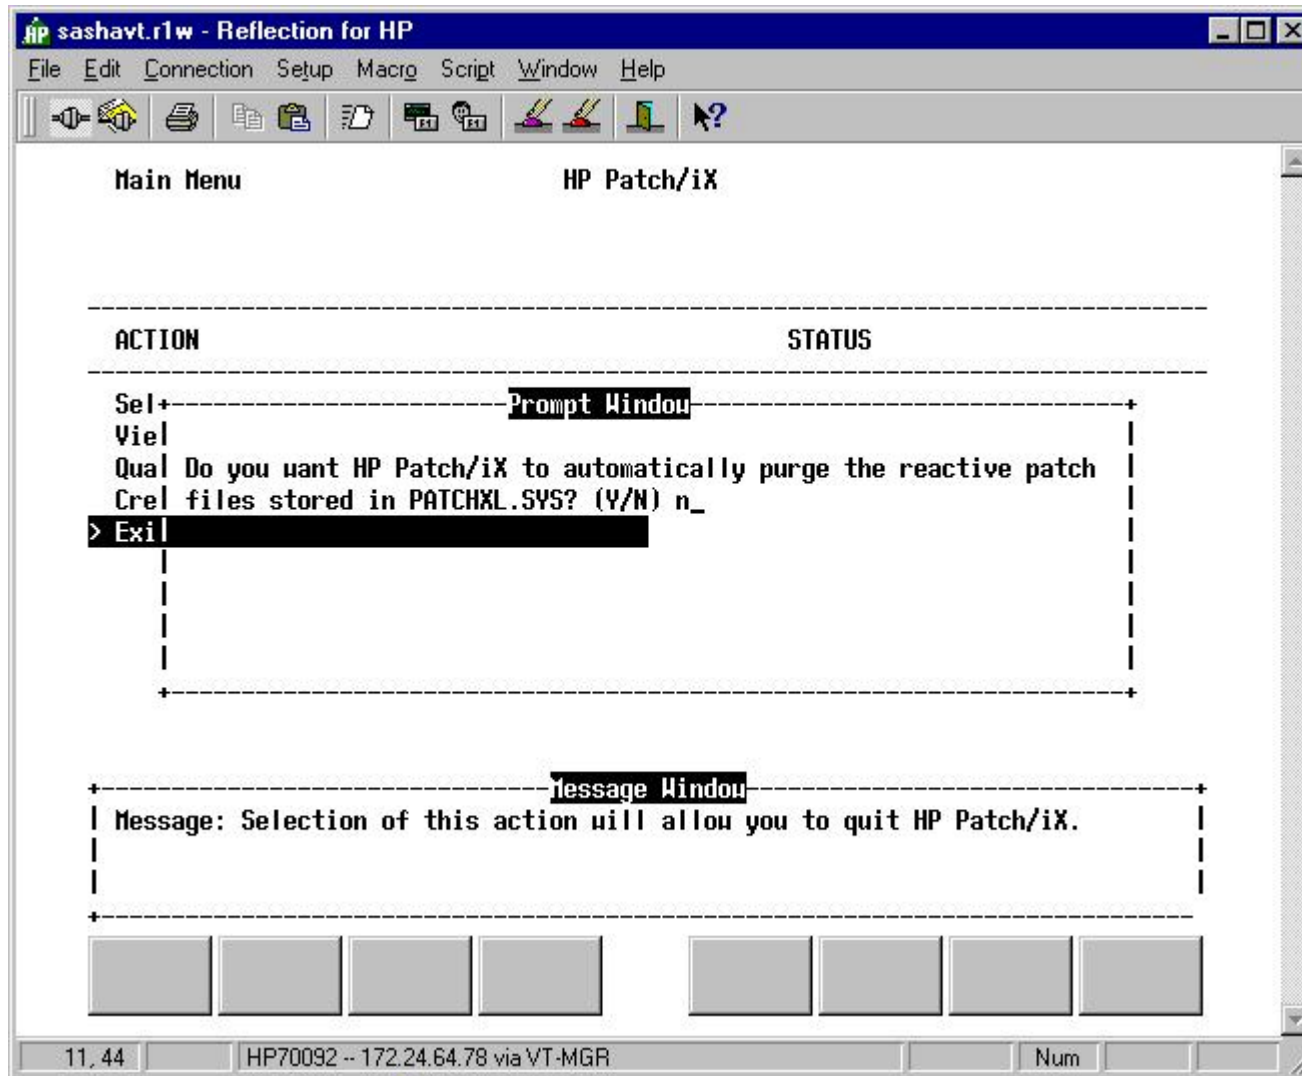 sashavt.r1w - Reflection for HP
File Edit Connection Setup Macro Script Window Help
Main Menu HP Patch/iX
ACTION STATUS
Sel Prompt Window
Vie
Qua Do you want HP Patch/iX to automatically purge the reactive patch
Cre files stored in PATCHXL.SYS? (Y/N) n_
> Exi
Message Window
Message: Selection of this action will allow you to quit HP Patch/iX.
11, 44 HP70092 -- 172.24.64.78 via VT-MGR Num